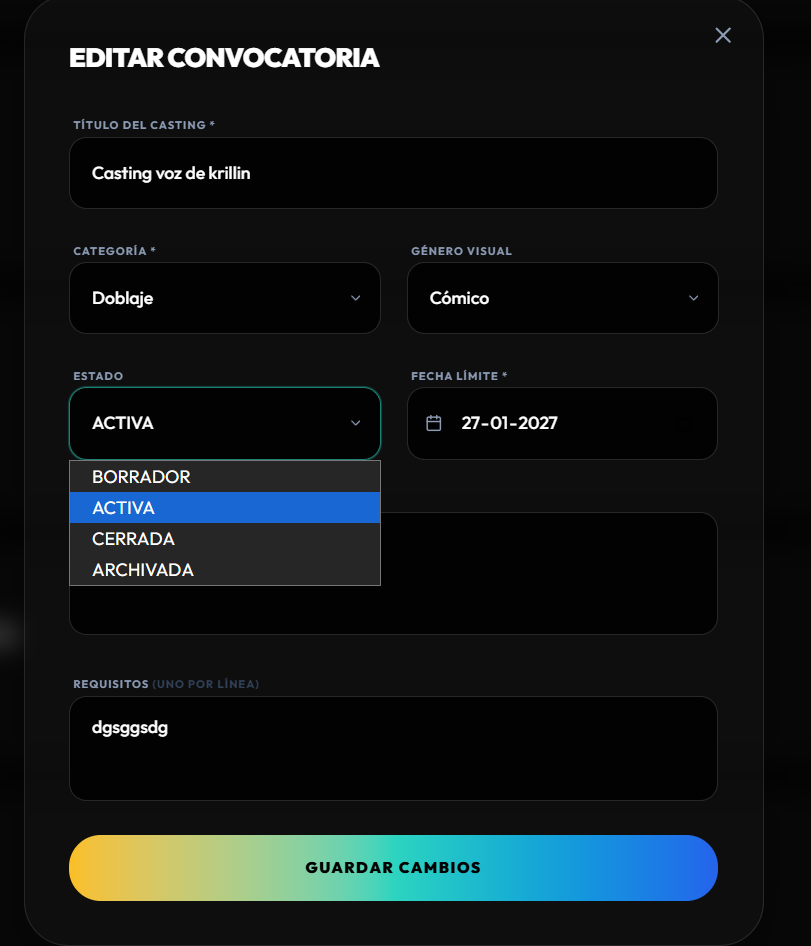 EDITAR CONVOCATORIA
TÍTULO DEL CASTING *
Casting voz de krillin
CATEGORÍA * GÉNERO VISUAL
Doblaje Cómico
ESTADO FECHA LÍMITE *
ACTIVA 27-01-2027
BORRADOR
ACTIVA
CERRADA
ARCHIVADA
REQUISITOS (UNO POR LÍNEA)
dgsggsdg
GUARDAR CAMBIOS